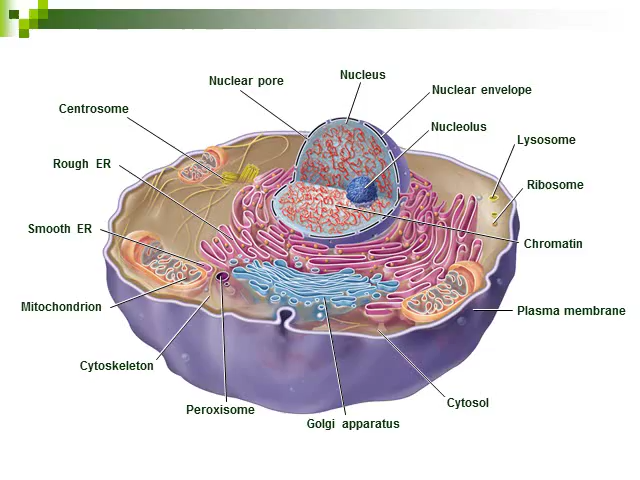 Nucleus
Nuclear pore
Nuclear envelope
Centrosome
Nucleolus
Lysosome
Rough ER
Ribosome
Smooth ER
Chromatin
Mitochondrion
Plasma membrane
Cytoskeleton
Cytosol
Peroxisome
Golgi apparatus